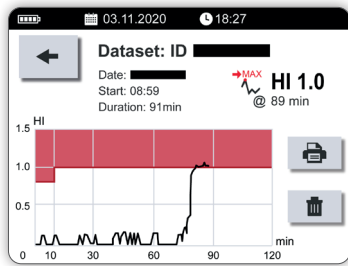 03.11.2020 18:27
Dataset: ID
Date:
Start: 08:59
Duration: 91min
MAX
HI 1.0
@ 89 min
HI
1.5
1.0
0.5
0 10 30 60 90 120 min